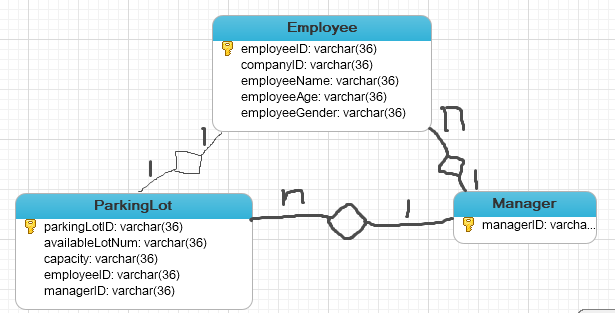 Employee
employeeID: varchar(36)
companyID: varchar(36)
employeeName: varchar(36)
employeeAge: varchar(36)
employeeGender: varchar(36)
1
n
1
1
ParkingLot
parkingLotID: varchar(36)
availableLotNum: varchar(36)
capacity: varchar(36)
employeeID: varchar(36)
managerID: varchar(36)
n
1
Manager
managerID: varcha...